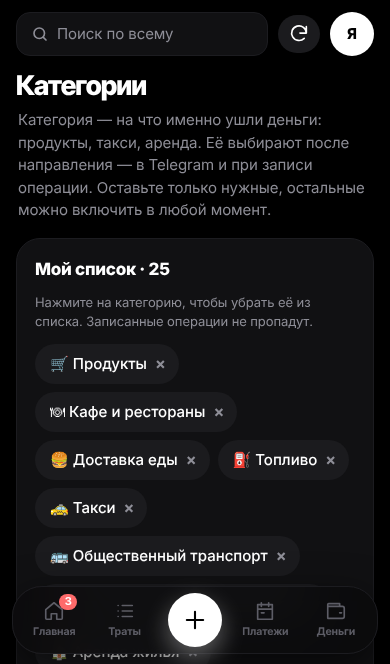 Поиск по всему
Я
Категории
Категория — на что именно ушли деньги:
продукты, такси, аренда. Её выбирают после
направления — в Telegram и при записи
операции. Оставьте только нужные, остальные
можно включить в любой момент.
Мой список · 25
Нажмите на категорию, чтобы убрать её из
списка. Записанные операции не пропадут.
🛒 Продукты ×
🍽 Кафе и рестораны ×
🍔 Доставка еды × ⛽ Топливо ×
🚕 Такси ×
🚌 Общественный транспорт ×
3
Главная Траты + Платежи Деньги
Аренда жилья ×